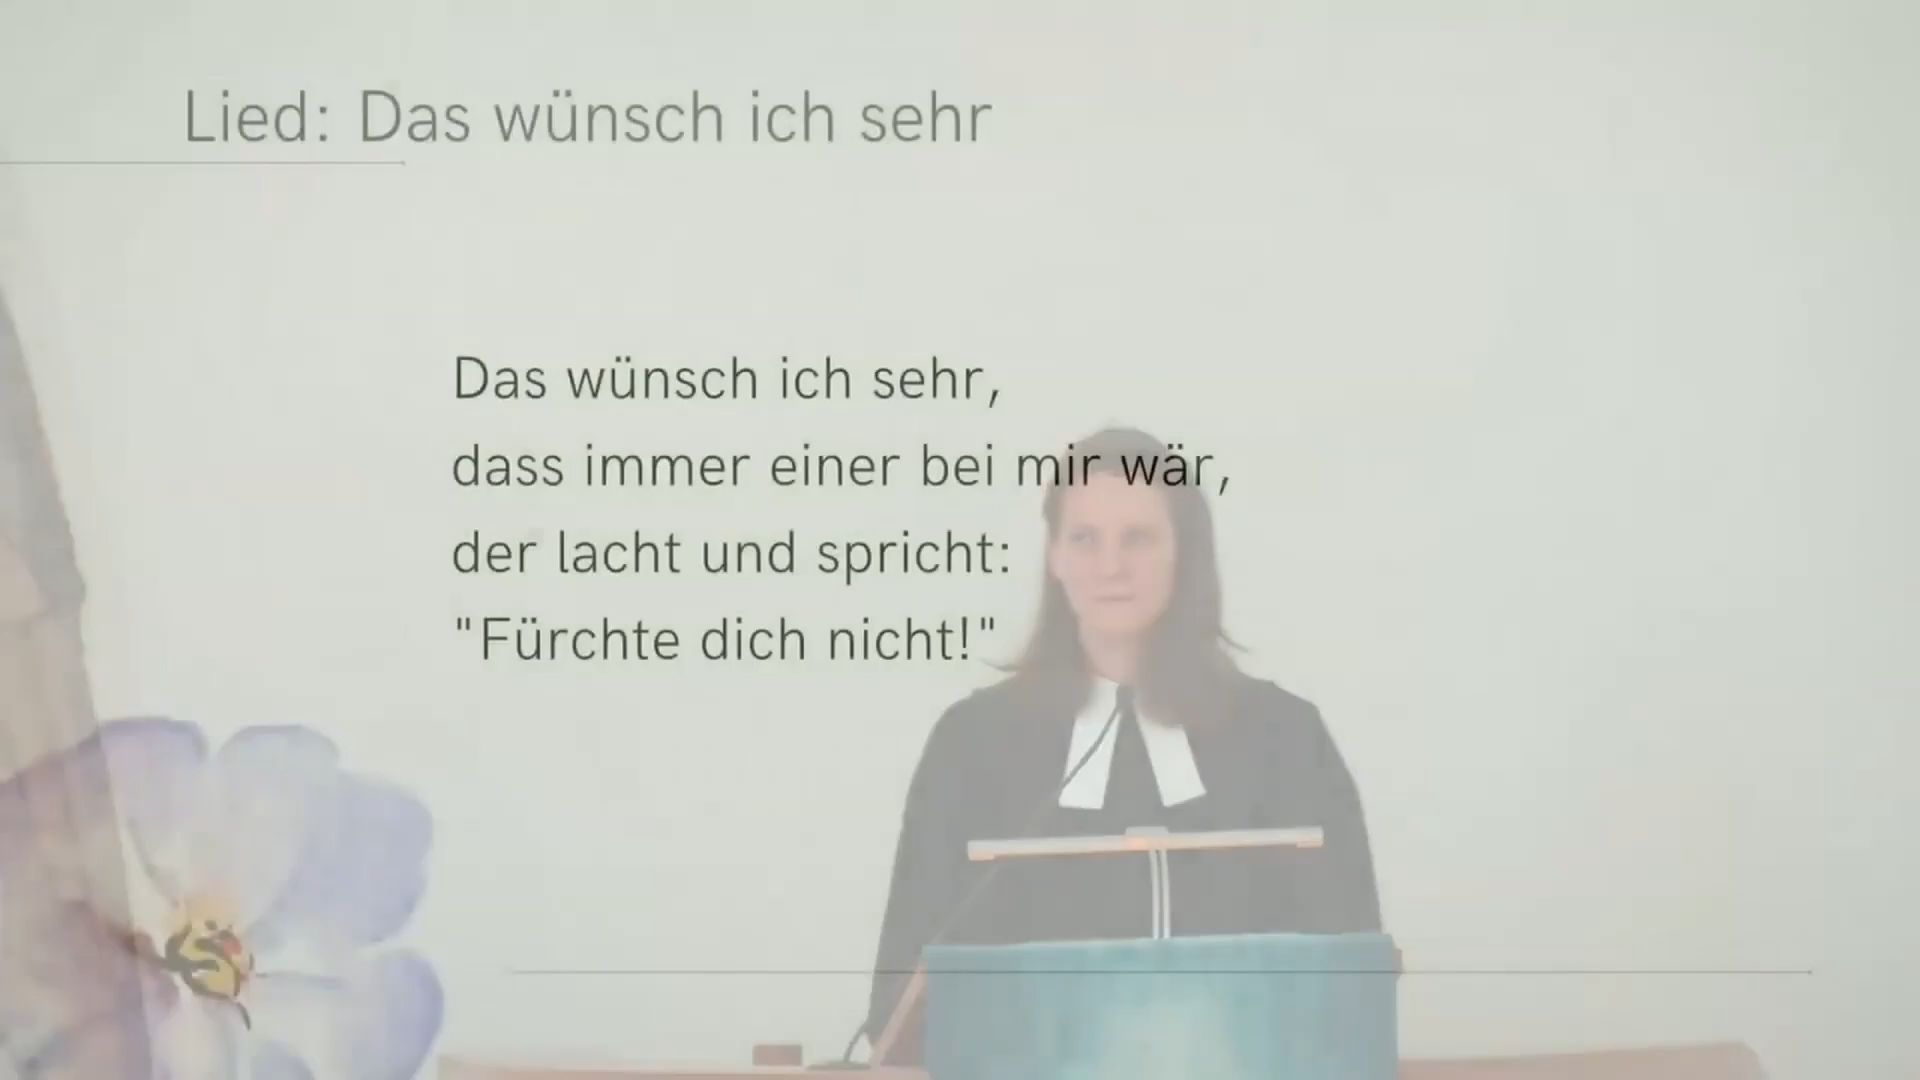 Lied: Das wünsch ich sehr
Das wünsch ich sehr,
dass immer einer bei mir wär,
der lacht und spricht:
"Fürchte dich nicht!"